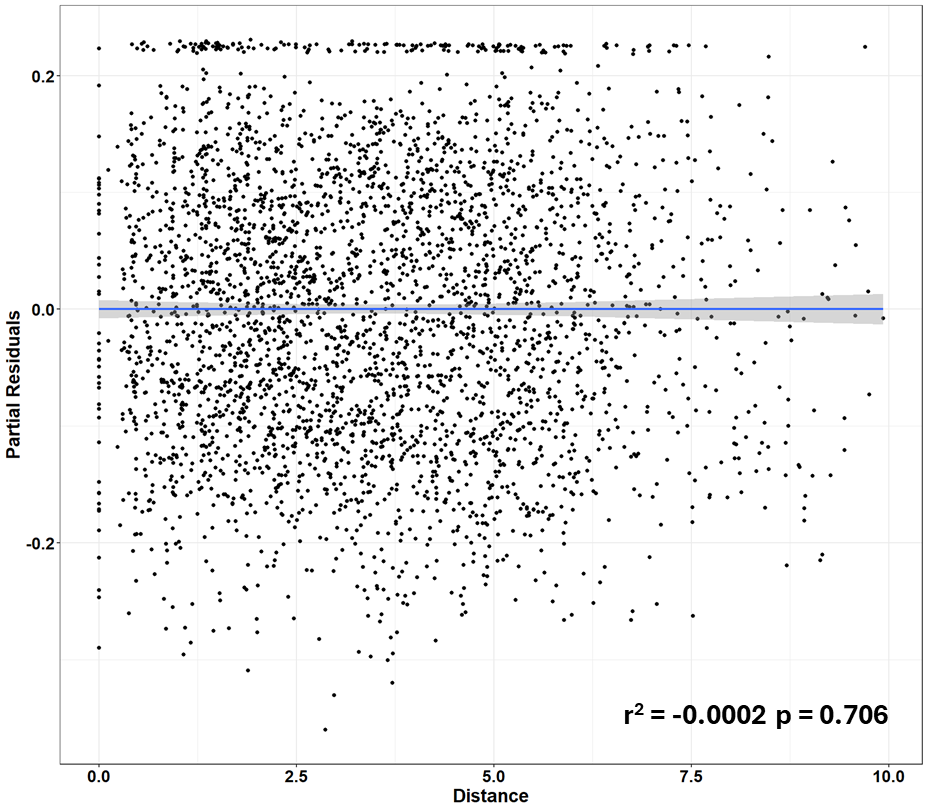 0.2
0.0
-0.2
Partial Residuals
r² = -0.0002 p = 0.706
0.0 2.5 5.0 7.5 10.0
Distance